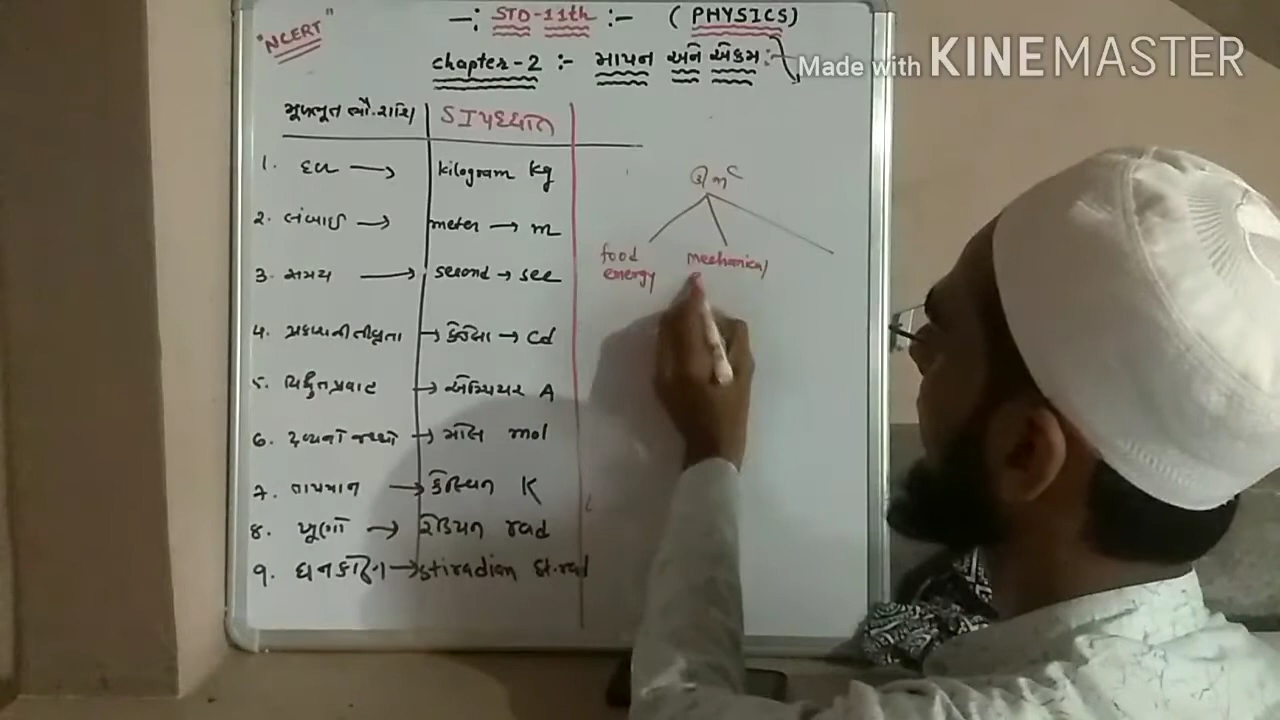 "NCERT"
-: STD-11th :- ( PHYSICS )
chapter-2 :- માપન અને એકમ :-
Made with KINEMASTER
મૂળભૂત ભૌ.રાશિ SI પધ્ધતિ
1. દળ → kilogram kg
2. લંબાઈ → meter → m
3. સમય → second → sec
4. પ્રકાશની તીવ્રતા → કેન્ડેલા → Cd
5. વિદ્યુતપ્રવાહ → એમ્પિયર A
6. દ્રવ્યનો જથ્થો → મોલ mol
7. તાપમાન → કેલ્વિન K
8. ખૂણો → રેડિયન rad
9. ઘનકોણ → stiradian st.rad
ઊર્જા
food mechanical
energy